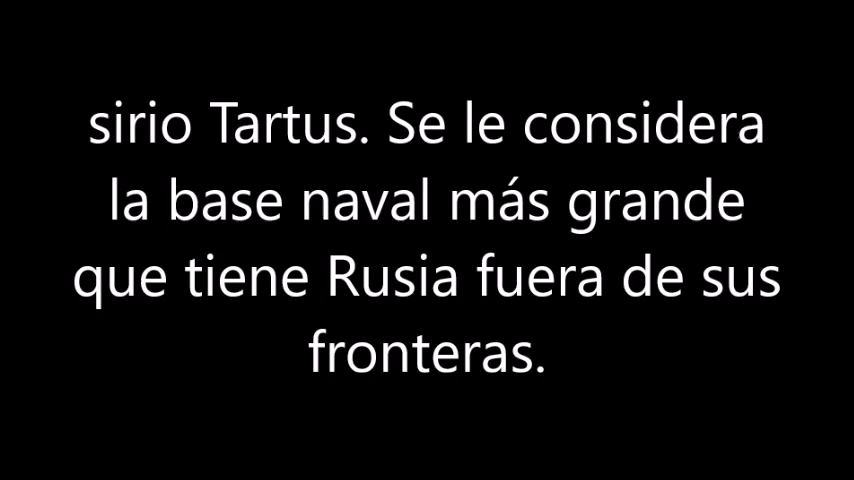 sirio Tartus. Se le considera
la base naval más grande
que tiene Rusia fuera de sus
fronteras.